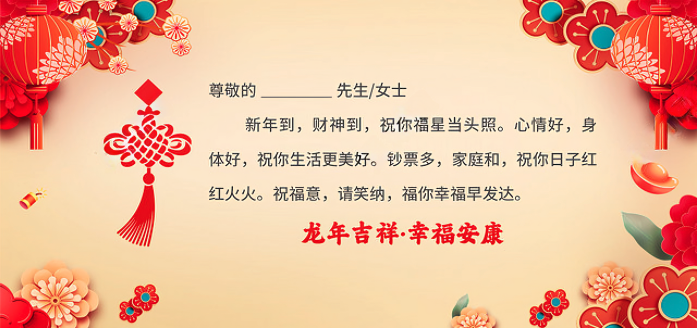 尊敬的 ________ 先生/女士
新年到，财神到，祝你福星当头照。心情好，身
体好，祝你生活更美好。钞票多，家庭和，祝你日子红
红火火。祝福意，请笑纳，福你幸福早发达。
龙年吉祥·幸福安康